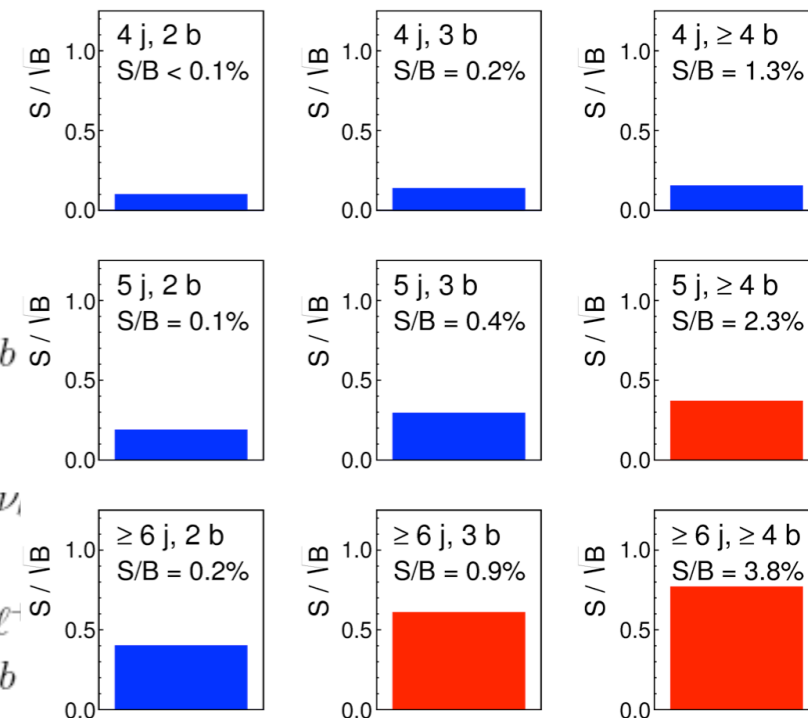 4 j, 2 b
S/B < 0.1%
S / √B
1.0
0.5
0.0
4 j, 3 b
S/B = 0.2%
S / √B
1.0
0.5
0.0
4 j, ≥ 4 b
S/B = 1.3%
S / √B
1.0
0.5
0.0
5 j, 2 b
S/B = 0.1%
S / √B
1.0
0.5
0.0
5 j, 3 b
S/B = 0.4%
S / √B
1.0
0.5
0.0
5 j, ≥ 4 b
S/B = 2.3%
S / √B
1.0
0.5
0.0
≥ 6 j, 2 b
S/B = 0.2%
S / √B
1.0
0.5
0.0
≥ 6 j, 3 b
S/B = 0.9%
S / √B
1.0
0.5
0.0
≥ 6 j, ≥ 4 b
S/B = 3.8%
S / √B
1.0
0.5
0.0
b
b